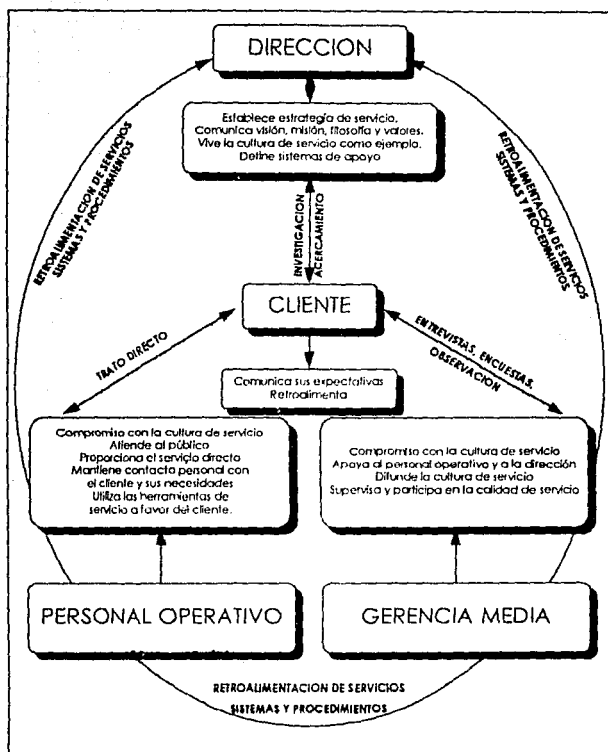 DIRECCION
Establece estrategía de servicio.
Comunica visión, misión, filosofía y valores.
Vive la cultura de servicio como ejemplo.
Define sistemas de apoyo
RETROALIMENTACION DE SERVICIOS
SISTEMAS Y PROCEDIMIENTOS
RETROALIMENTACION DE SERVICIOS
SISTEMAS Y PROCEDIMIENTOS
INVESTIGACION
ACERCAMIENTO
CLIENTE
TRATO DIRECTO
ENTREVISTAS, ENCUESTAS,
OBSERVACION
Comunica sus expectativas
Retroalimenta
Compromiso con la cultura de servicio
Atiende al público
Proporciona el servicio directo
Mantiene contacto personal con
el cliente y sus necesidades
Utiliza las herramientas de
servicio a favor del cliente.
Compromiso con la cultura de servicio
Apoya al personal operativo y a la dirección
Difunde la cultura de servicio
Supervisa y participa en la calidad de servicio
PERSONAL OPERATIVO
GERENCIA MEDIA
RETROALIMENTACION DE SERVICIOS
SISTEMAS Y PROCEDIMIENTOS